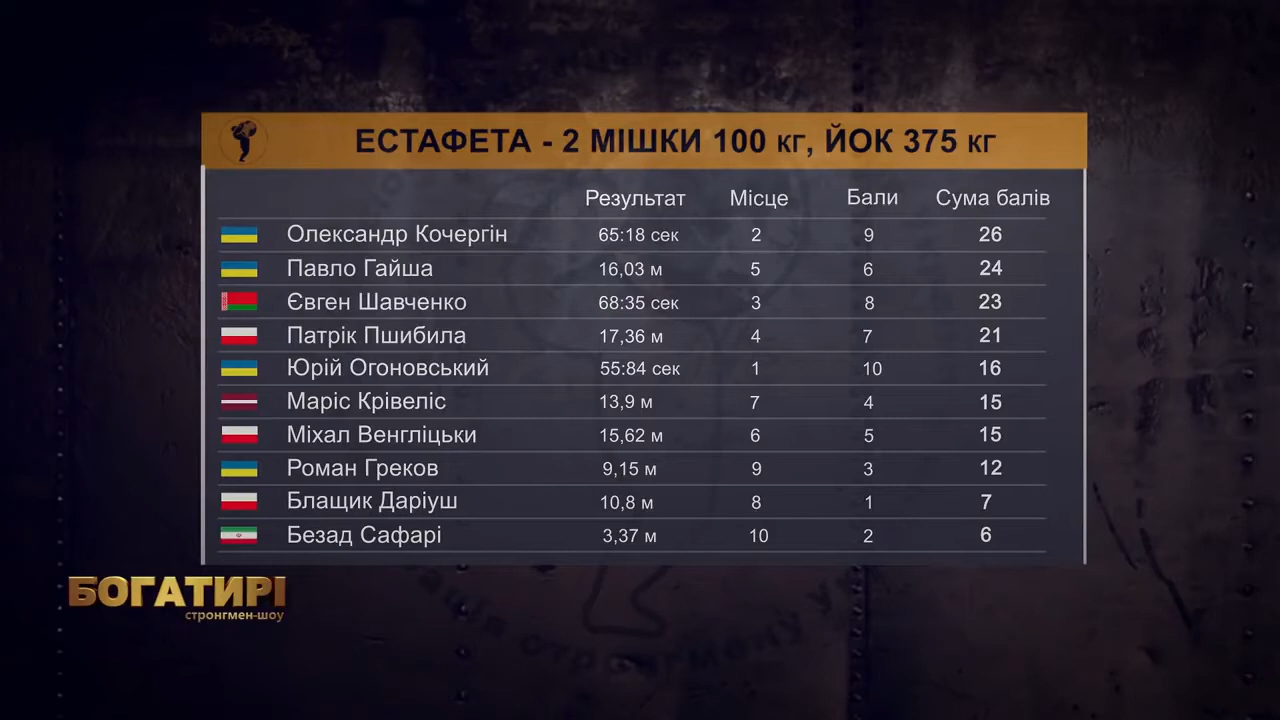 ЕСТАФЕТА - 2 МІШКИ 100 кг, ЙОК 375 кг
Результат Місце Бали Сума балів
Олександр Кочергін 65:18 сек 2 9 26
Павло Гайша 16,03 м 5 6 24
Євген Шавченко 68:35 сек 3 8 23
Патрік Пшибила 17,36 м 4 7 21
Юрій Огоновський 55:84 сек 1 10 16
Маріс Крівеліс 13,9 м 7 4 15
Міхал Венгліцьки 15,62 м 6 5 15
Роман Греков 9,15 м 9 3 12
Блащик Даріуш 10,8 м 8 1 7
Безад Сафарі 3,37 м 10 2 6
БОГАТИРІ
стронгмен-шоу